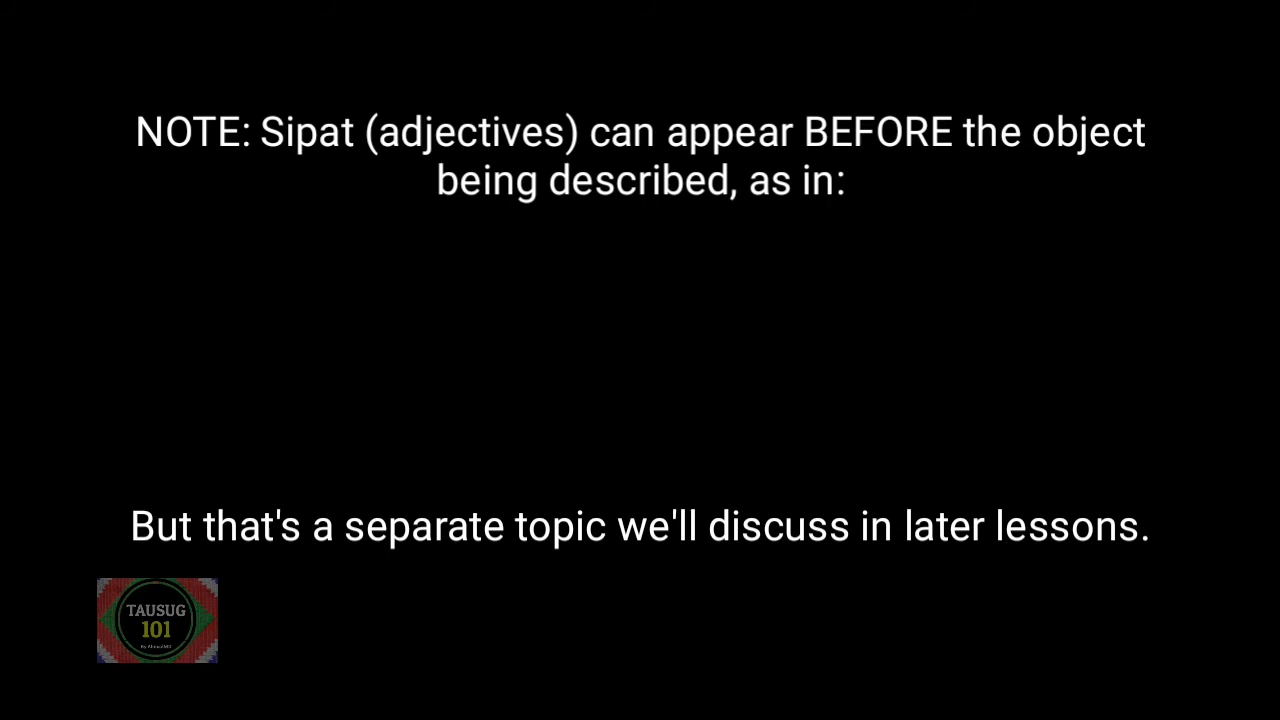 NOTE: Sipat (adjectives) can appear BEFORE the object
being described, as in:
But that's a separate topic we'll discuss in later lessons.
TAUSUG
101